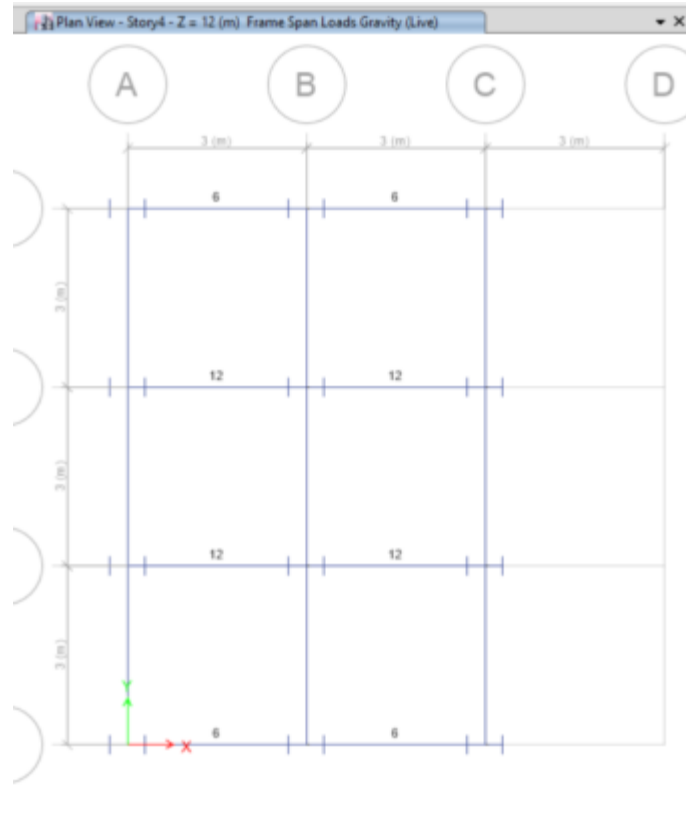 Plan View - Story4 - Z = 12 (m) Frame Span Loads Gravity (Live)
A B C D
3 (m) 3 (m) 3 (m)
6 6
3 (m)
12 12
3 (m)
12 12
3 (m)
Y
6 6
X